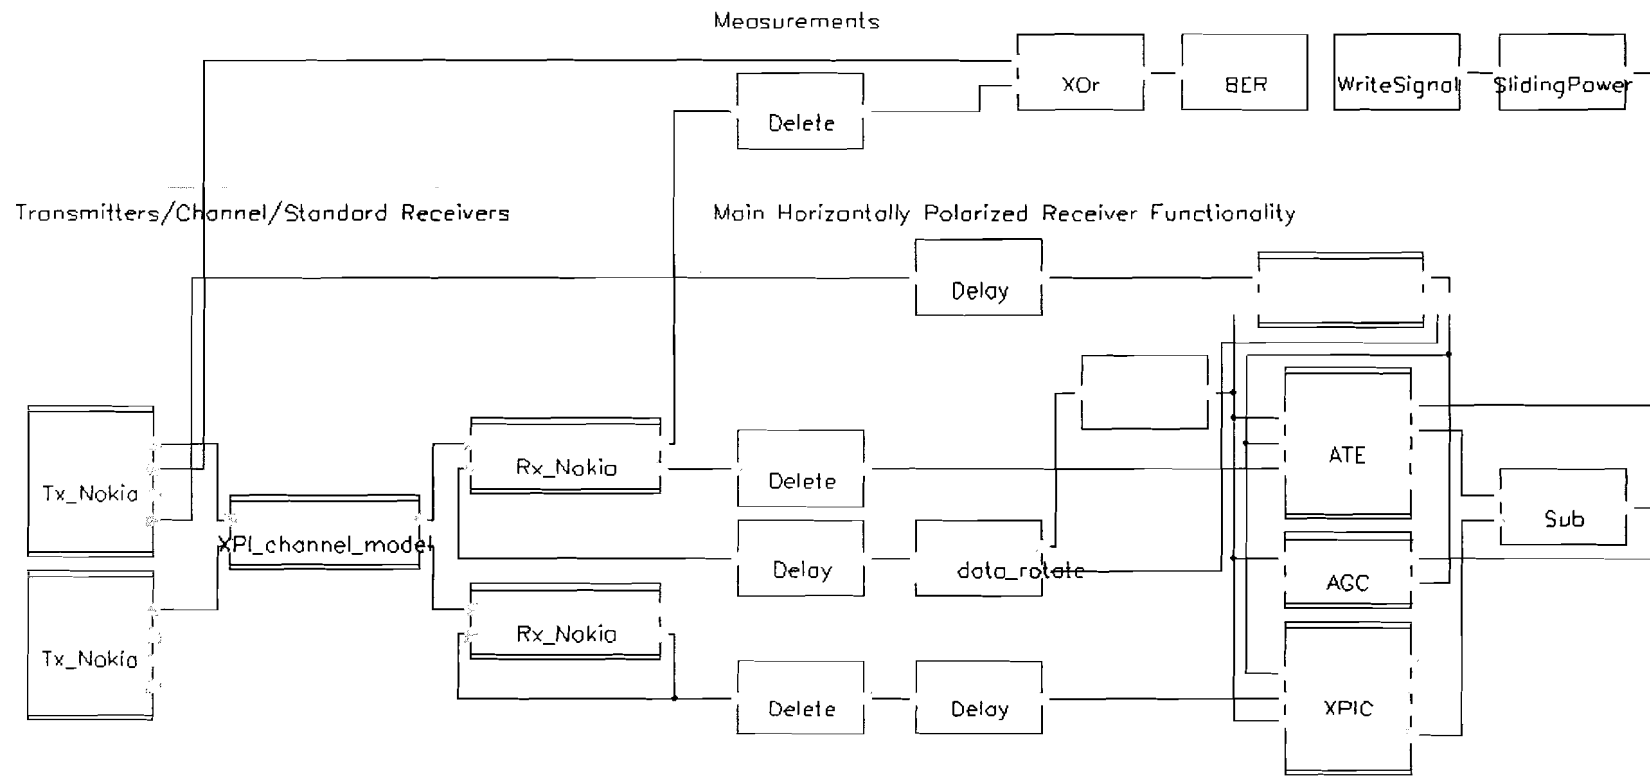 Measurements
XOr
BER
WriteSignal
SlidingPower
Delete
Transmitters/Channel/Standard Receivers
Main Horizontally Polarized Receiver Functionality
Delay
ATE
Rx_Nokia
Delete
Tx_Nokia
Sub
XPI_channel_model
Delay
data_rotate
AGC
Rx_Nokia
Tx_Nokia
Delete
Delay
XPIC